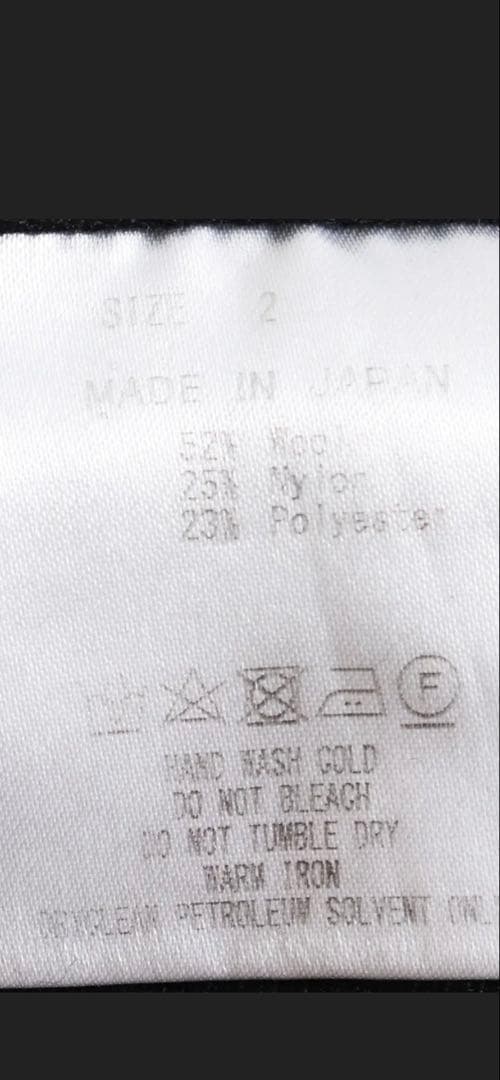 SIZE 2
MADE IN JAPAN
52% Wool
25% Nylon
23% Polyester
F
HAND WASH COLD
DO NOT BLEACH
DO NOT TUMBLE DRY
WARM IRON
DRYCLEAN PETROLEUM SOLVENT